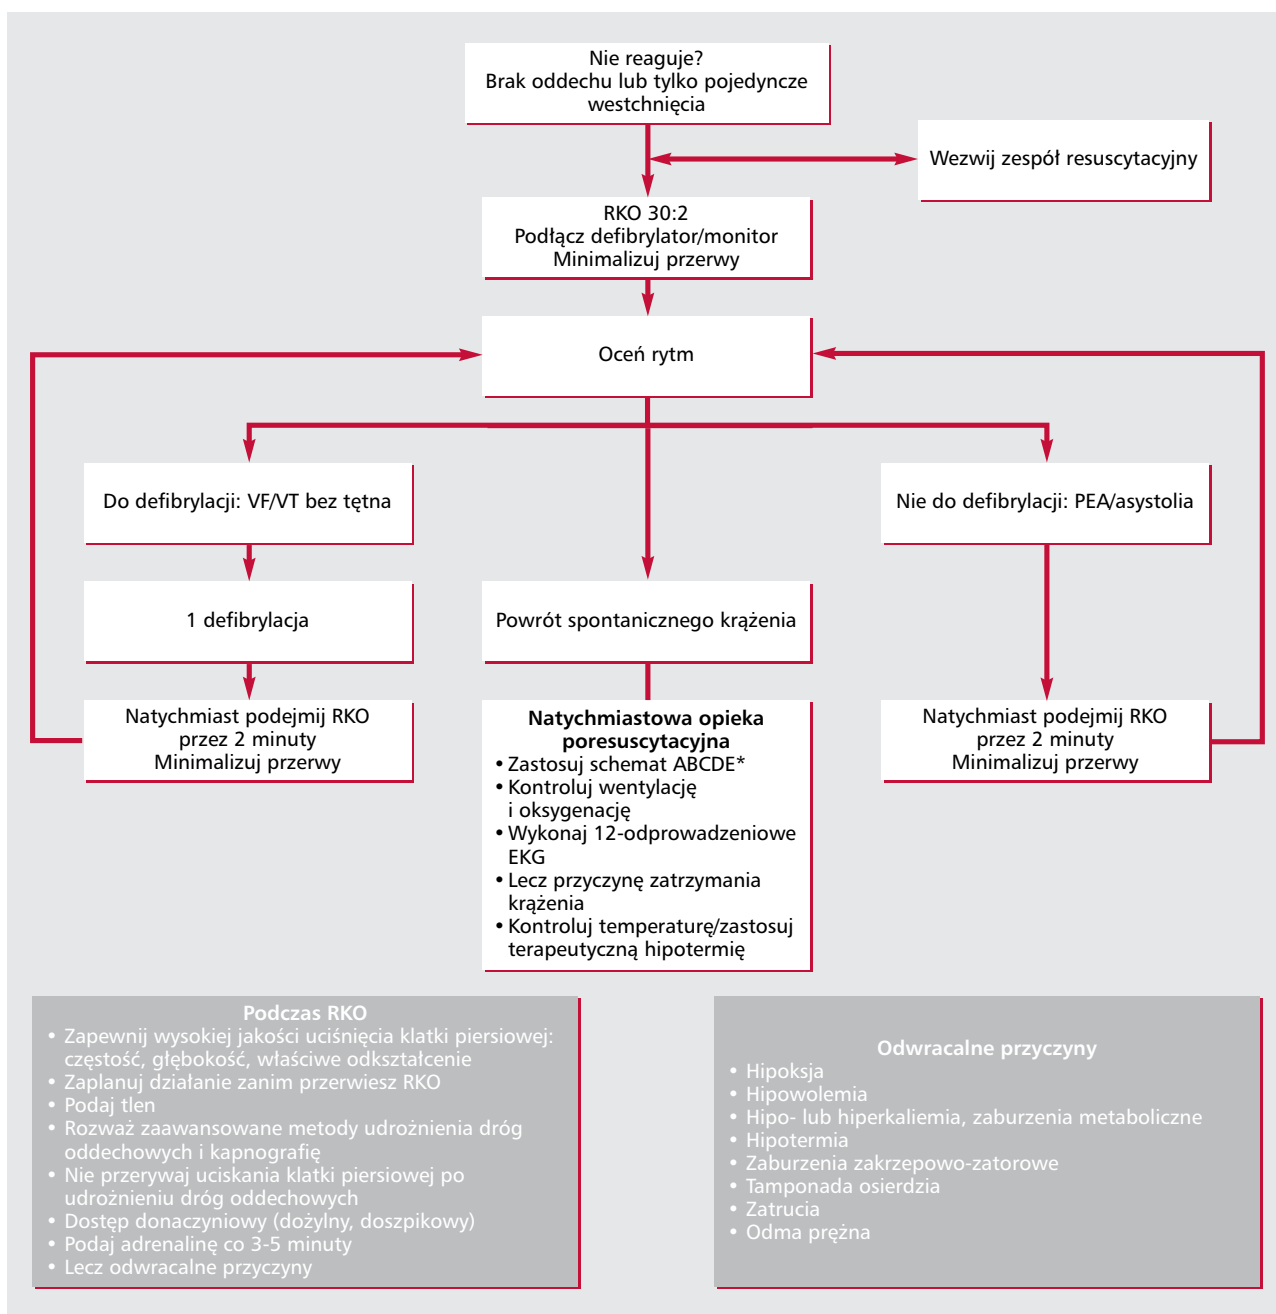 Nie reaguje?
Brak oddechu lub tylko pojedyncze
westchnięcia
Wezwij zespół resuscytacyjny
RKO 30:2
Podłącz defibrylator/monitor
Minimalizuj przerwy
Oceń rytm
Do defibrylacji: VF/VT bez tętna
Nie do defibrylacji: PEA/asystolia
1 defibrylacja
Powrót spontanicznego krążenia
Natychmiast podejmij RKO
przez 2 minuty
Minimalizuj przerwy
Natychmiastowa opieka
poresuscytacyjna
• Zastosuj schemat ABCDE*
• Kontroluj wentylację
i oksygenację
• Wykonaj 12-odprowadzeniowe
EKG
• Lecz przyczynę zatrzymania
krążenia
• Kontroluj temperaturę/zastosuj
terapeutyczną hipotermię
Natychmiast podejmij RKO
przez 2 minuty
Minimalizuj przerwy
Podczas RKO
• Zapewnij wysokiej jakości uciśnięcia klatki piersiowej:
częstość, głębokość, właściwe odkształcenie
• Zaplanuj działanie zanim przerwiesz RKO
• Podaj tlen
• Rozważ zaawansowane metody udrożnienia dróg
oddechowych i kapnografię
• Nie przerywaj uciskania klatki piersiowej po
udrożnieniu dróg oddechowych
• Dostęp donaczyniowy (dożylny, doszpikowy)
• Podaj adrenalinę co 3-5 minuty
• Lecz odwracalne przyczyny
Odwracalne przyczyny
• Hipoksja
• Hipowolemia
• Hipo- lub hiperkaliemia, zaburzenia metaboliczne
• Hipotermia
• Zaburzenia zakrzepowo-zatorowe
• Tamponada osierdzia
• Zatrucia
• Odma prężna